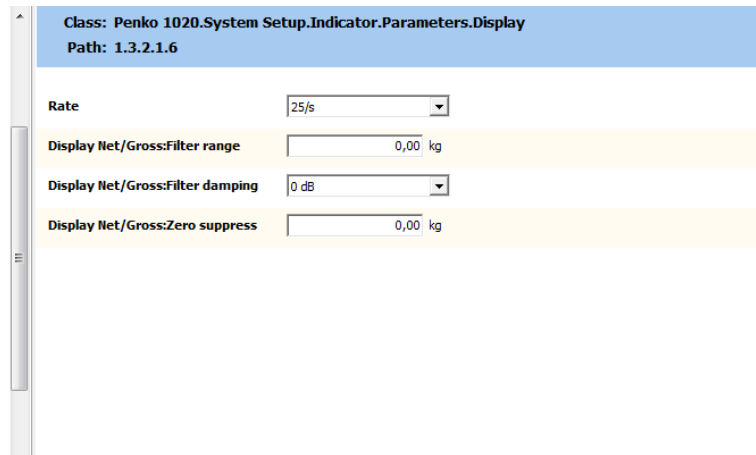 Class: Penko 1020.System Setup.Indicator.Parameters.Display
Path: 1.3.2.1.6
Rate 25/s
Display Net/Gross:Filter range 0,00 kg
Display Net/Gross:Filter damping 0 dB
Display Net/Gross:Zero suppress 0,00 kg